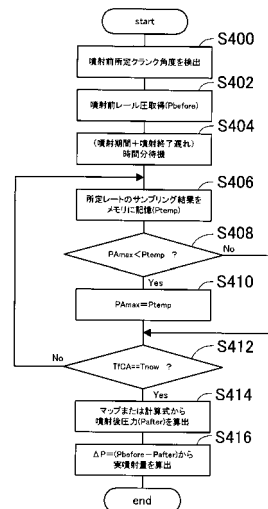 start
S400
噴射前所定クランク角度を検出
S402
噴射前レール圧取得(Pbefore)
S404
(噴射期間+噴射終了遅れ)
時間分待機
S406
所定レートのサンプリング結果を
メモリに記憶(Ptemp)
S408
PAmax<Ptemp ?
No
Yes
S410
PAmax=Ptemp
S412
No
TfCA==Tnow ?
Yes
S414
マップまたは計算式から
噴射後圧力(Pafter)を算出
S416
ΔP=(Pbefore-Pafter)から
実噴射量を算出
end